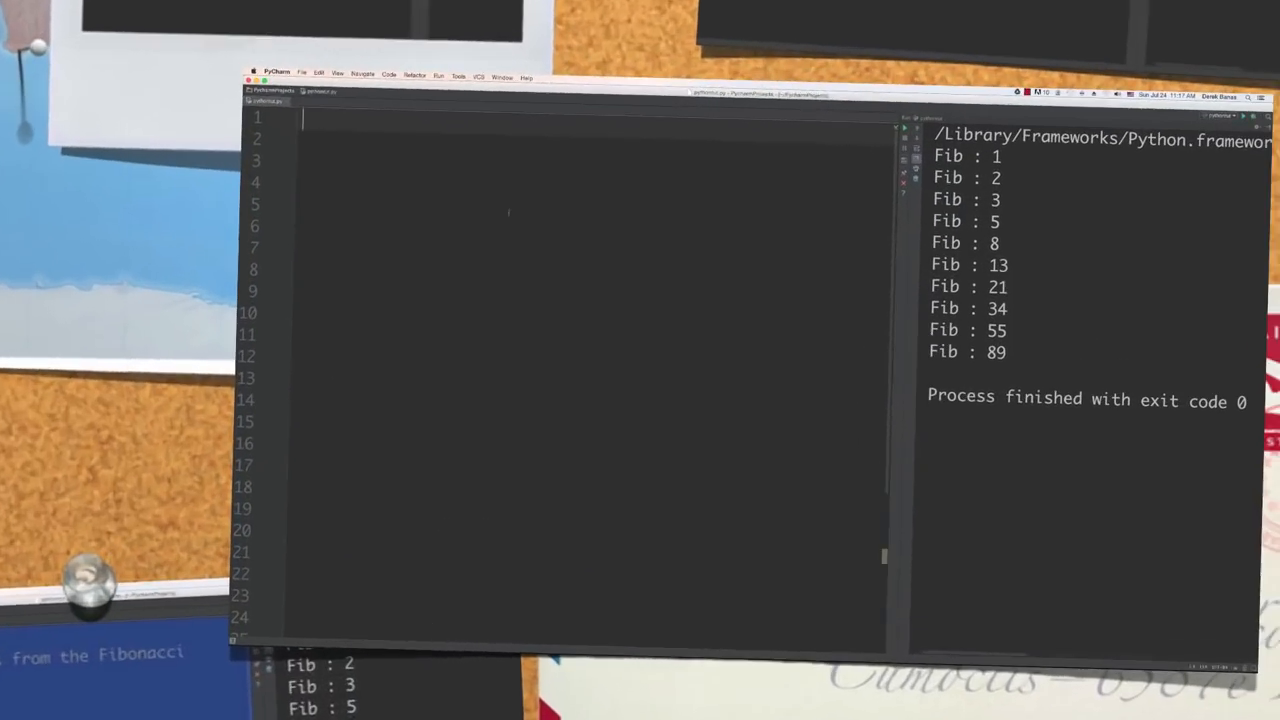 PyCharm File Edit View Navigate Code Refactor Run Tools VCS Window Help
Derek Banas
Sun Jul 24 11:17 AM
1
2
3
4
5
6
7
8
9
10
11
12
13
14
15
16
17
18
19
20
21
22
23
24
/Library/Frameworks/Python.framewor
Fib : 1
Fib : 2
Fib : 3
Fib : 5
Fib : 8
Fib : 13
Fib : 21
Fib : 34
Fib : 55
Fib : 89
Process finished with exit code 0
from the Fibonacci
Fib : 2
Fib : 3
Fib : 5